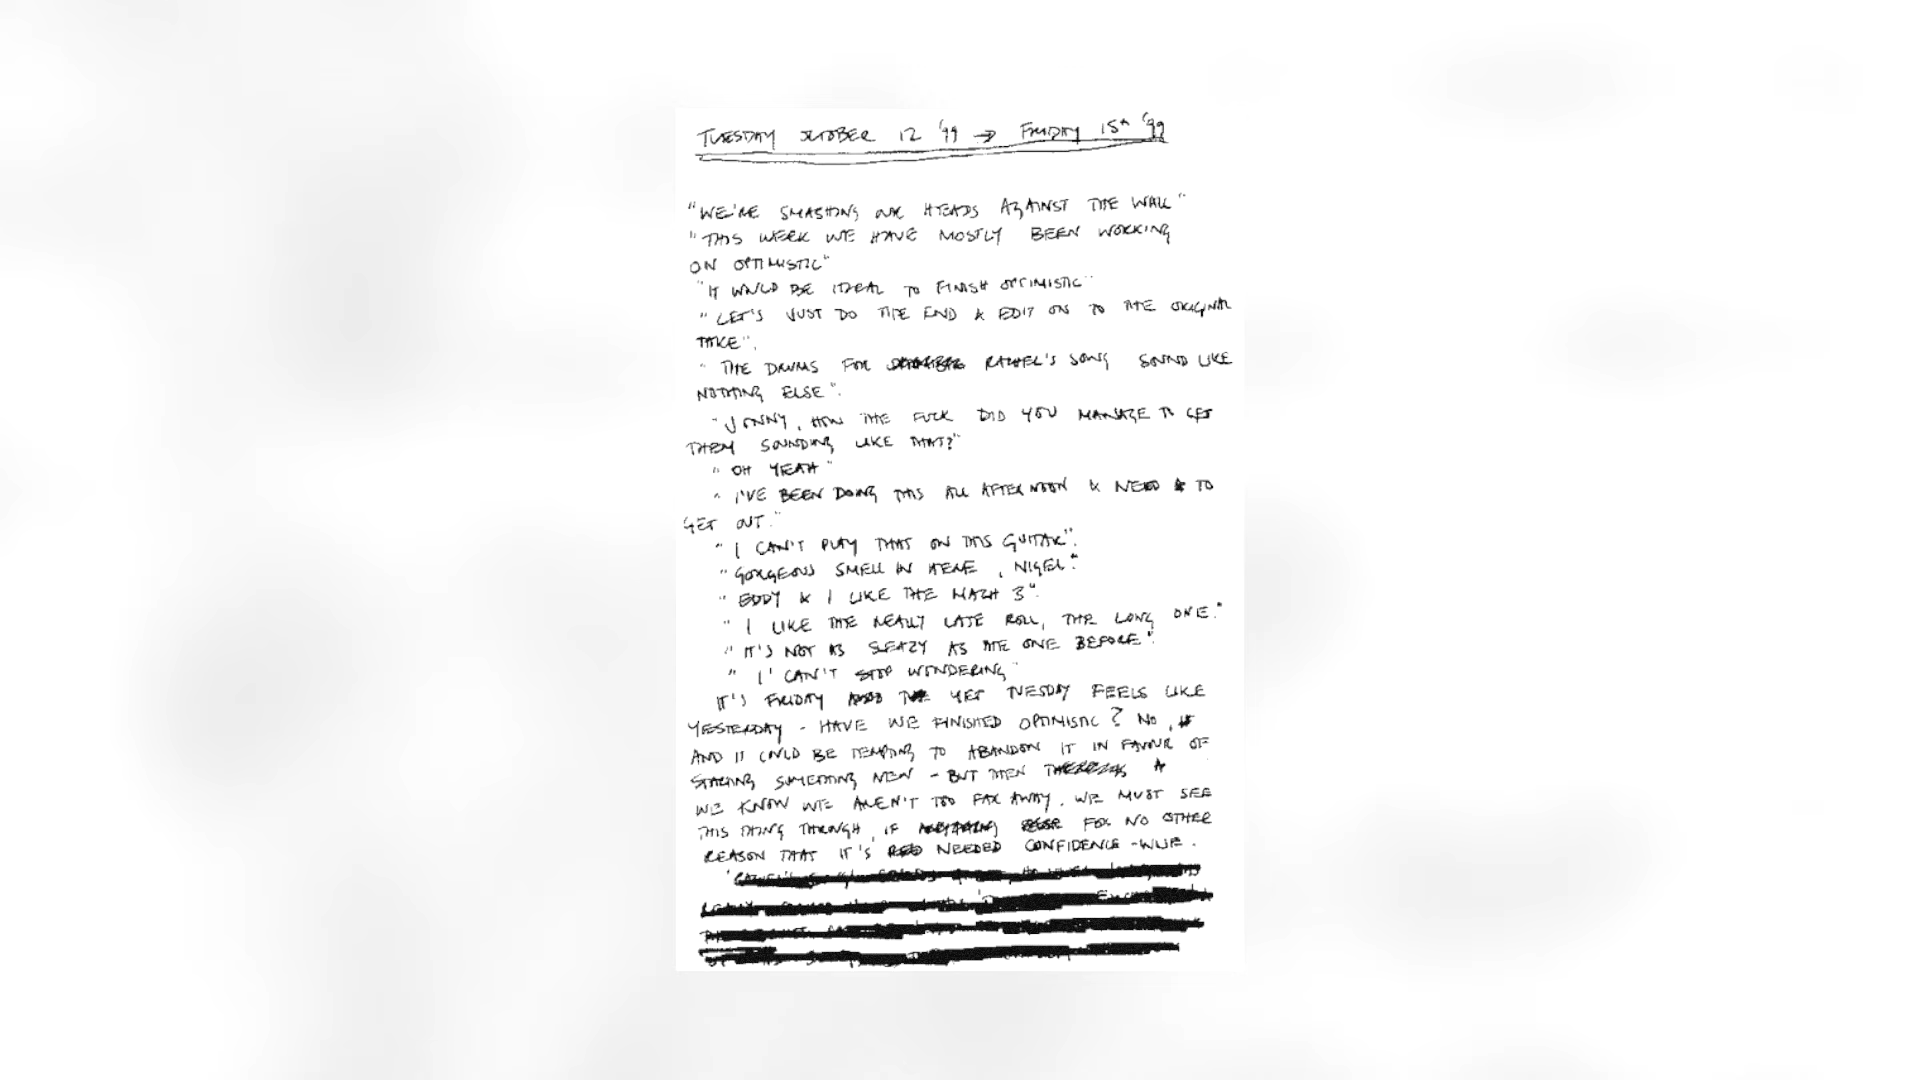 TUESDAY OCTOBER 12 '99 → FRIDAY 15TH '99
"WE'RE SMASHING OUR HEADS AGAINST THE WALL"
"THIS WEEK WE HAVE MOSTLY BEEN WORKING
ON OPTIMISTIC"
"IT WOULD BE IDEAL TO FINISH OPTIMISTIC"
"LET'S JUST DO THE END & EDIT ON TO THE ORIGINAL
TAKE".
"THE DRUMS FOR RACHEL'S SONG SOUND LIKE
NOTHING ELSE".
"JONNY, HOW THE FUCK DID YOU MANAGE TO GET
THEM SOUNDING LIKE THAT?"
"OH YEAH"
"I'VE BEEN DOING THIS ALL AFTERNOON & NEED TO
GET OUT."
"I CAN'T PLAY THAT ON THIS GUITAR".
"GORGEOUS SMELL IN HERE, NIGEL".
"EDDY & I LIKE THE MACH 3".
"I LIKE THE REALLY LATE ROLL, THE LONG ONE."
"IT'S NOT AS SLEAZY AS THE ONE BEFORE".
"I CAN'T STOP WONDERING"
IT'S FRIDAY YET TUESDAY FEELS LIKE
YESTERDAY - HAVE WE FINISHED OPTIMISTIC? NO,
AND IT COULD BE TEMPTING TO ABANDON IT IN FAVOUR OF
STARTING SOMETHING NEW - BUT THEN
WE KNOW WE AREN'T TOO FAR AWAY. WE MUST SEE
THIS THING THROUGH, IF FOR NO OTHER
REASON THAT IT'S NEEDED CONFIDENCE-WISE.